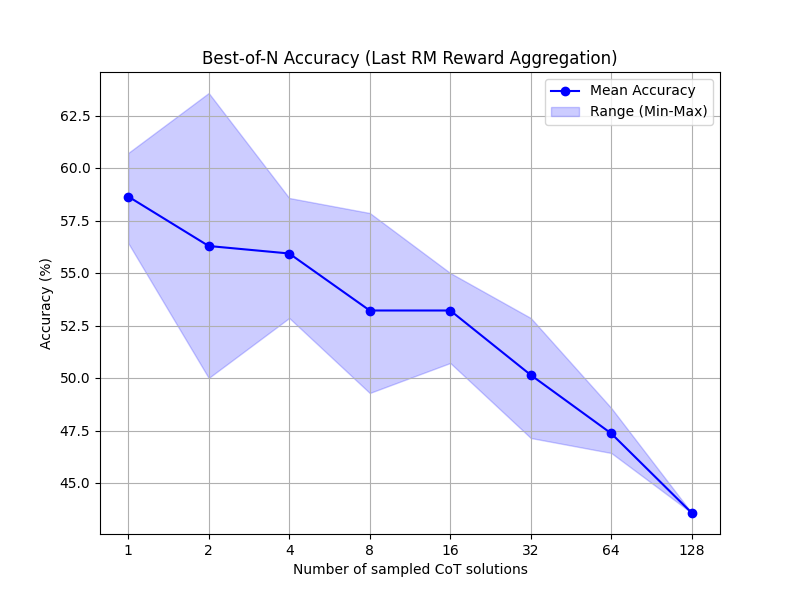 Best-of-N Accuracy (Last RM Reward Aggregation)
Mean Accuracy
Range (Min-Max)
Accuracy (%)
62.5
60.0
57.5
55.0
52.5
50.0
47.5
45.0
1 2 4 8 16 32 64 128
Number of sampled CoT solutions